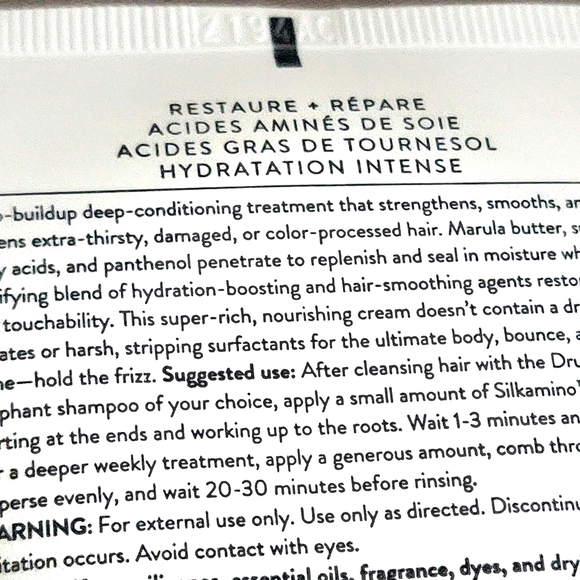 RESTAURE + RÉPARE
ACIDES AMINÉS DE SOIE
ACIDES GRAS DE TOURNESOL
HYDRATATION INTENSE
-buildup deep-conditioning treatment that strengthens, smooths, an
ens extra-thirsty, damaged, or color-processed hair. Marula butter, s
y acids, and panthenol penetrate to replenish and seal in moisture wh
ifying blend of hydration-boosting and hair-smoothing agents resto
touchability. This super-rich, nourishing cream doesn't contain a dr
ates or harsh, stripping surfactants for the ultimate body, bounce, a
ne—hold the frizz. Suggested use: After cleansing hair with the Dru
phant shampoo of your choice, apply a small amount of Silkamino
rting at the ends and working up to the roots. Wait 1-3 minutes an
r a deeper weekly treatment, apply a generous amount, comb thro
perse evenly, and wait 20-30 minutes before rinsing.
ARNING: For external use only. Use only as directed. Discontinu
itation occurs. Avoid contact with eyes.
essential oils, fragrance, dyes, and dry